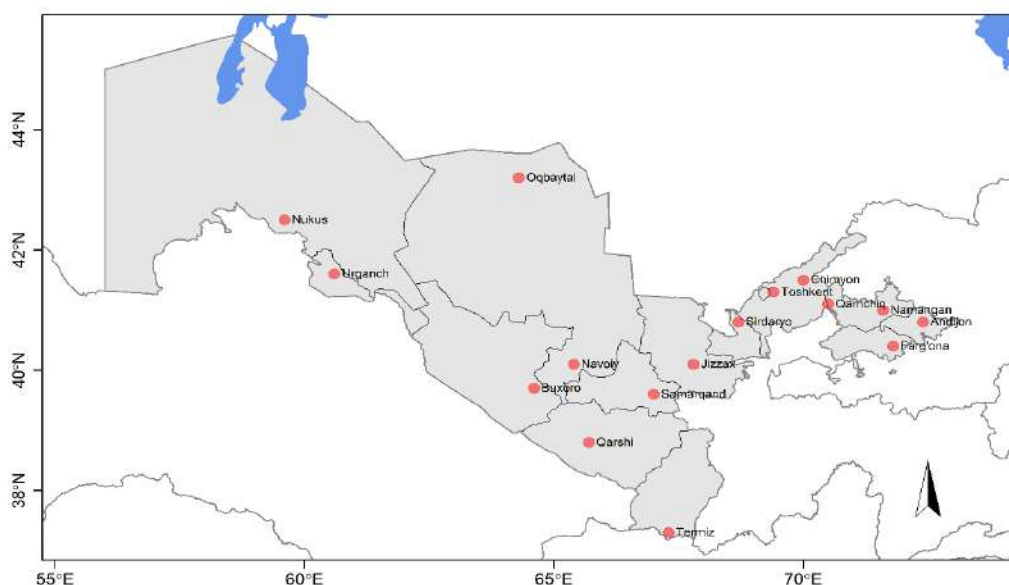 44°N
42°N
40°N
38°N
Oqbaytal
Nukus
Urganch
Chimyon
Toshkent
Qamchiq
Namangan
Sirdaryo
Andijon
Farg'ona
Navoiy
Jizzax
Buxoro
Samarqand
Qarshi
Termiz
55°E
60°E
65°E
70°E